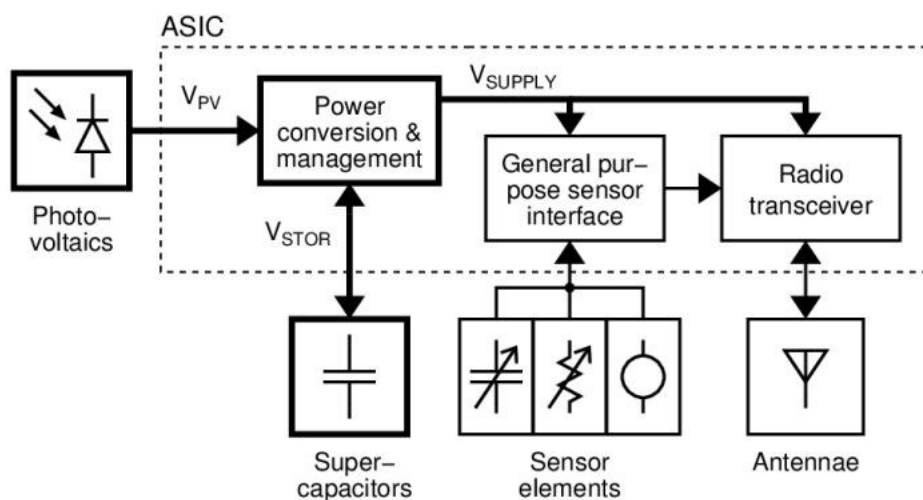 ASIC
V_PV
V_SUPPLY
Power
conversion &
management
General pur–
pose sensor
interface
Radio
transceiver
Photo–
voltaics
V_STOR
Super–
capacitors
Sensor
elements
Antennae